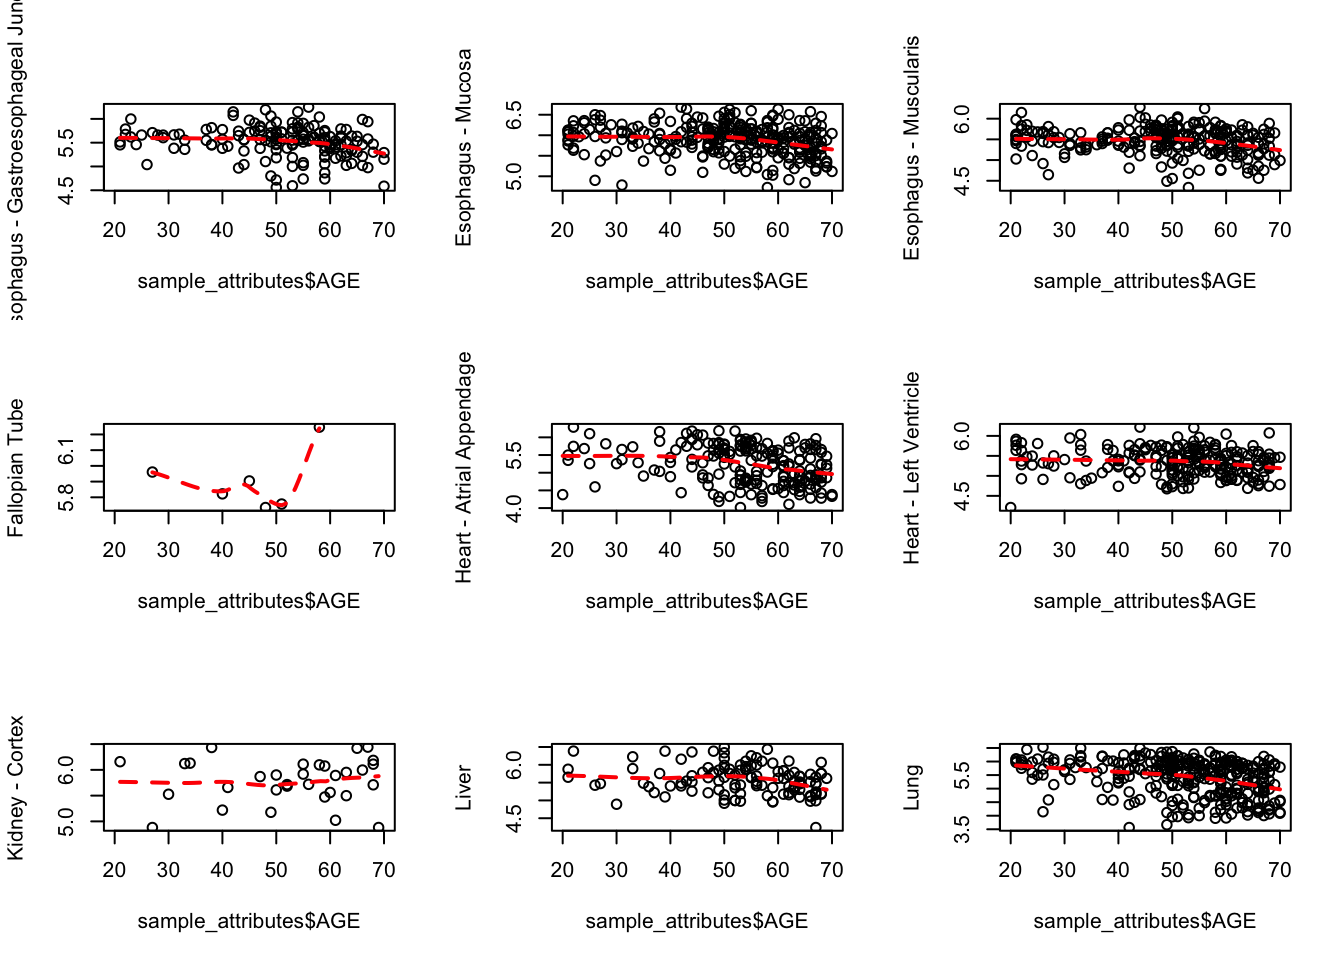 sophagus - Gastroesophageal Junc
4.5 5.5
20 30 40 50 60 70
sample_attributes$AGE
Esophagus - Mucosa
5.0 6.5
20 30 40 50 60 70
sample_attributes$AGE
Esophagus - Muscularis
4.5 6.0
20 30 40 50 60 70
sample_attributes$AGE
Fallopian Tube
5.8 6.1
20 30 40 50 60 70
sample_attributes$AGE
Heart - Atrial Appendage
4.0 5.5
20 30 40 50 60 70
sample_attributes$AGE
Heart - Left Ventricle
4.5 6.0
20 30 40 50 60 70
sample_attributes$AGE
Kidney - Cortex
5.0 6.0
20 30 40 50 60 70
sample_attributes$AGE
Liver
4.5 6.0
20 30 40 50 60 70
sample_attributes$AGE
Lung
3.5 5.5
20 30 40 50 60 70
sample_attributes$AGE